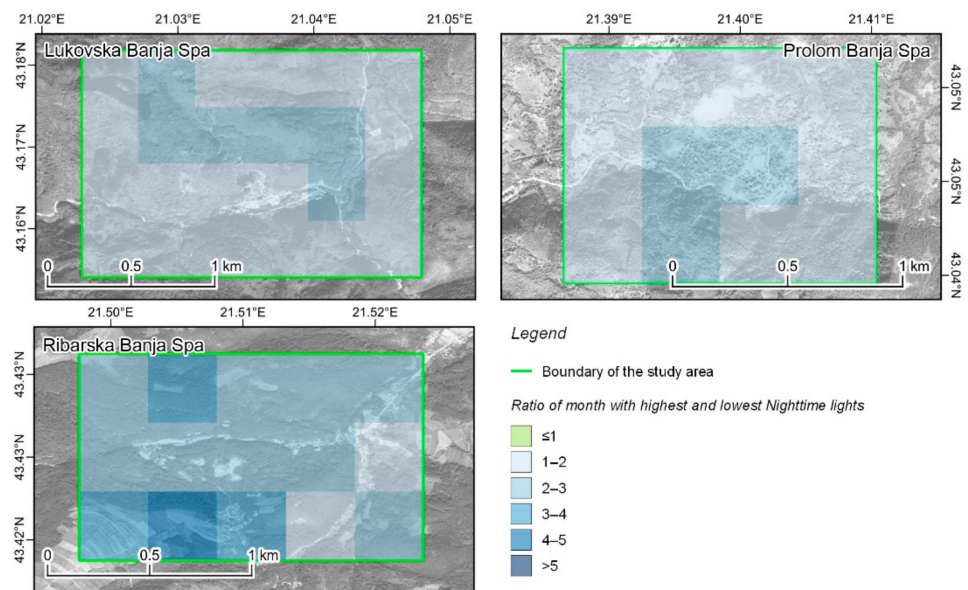 21.02°E 21.03°E 21.04°E 21.05°E
Lukovska Banja Spa
43.18°N
43.17°N
43.16°N
0 0.5 1 km
21.39°E 21.40°E 21.41°E
Prolom Banja Spa
43.05°N
43.05°N
43.04°N
0 0.5 1 km
21.50°E 21.51°E 21.52°E
Ribarska Banja Spa
43.43°N
43.43°N
43.42°N
0 0.5 1 km
Legend
Boundary of the study area
Ratio of month with highest and lowest Nighttime lights
≤1
1–2
2–3
3–4
4–5
>5